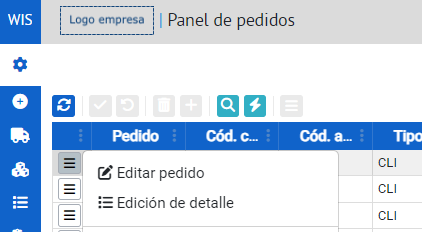 WIS Logo empresa | Panel de pedidos
Pedido Cód. c... Cód. a... Tipo
CLI
Editar pedido
CLI
Edición de detalle
CLI